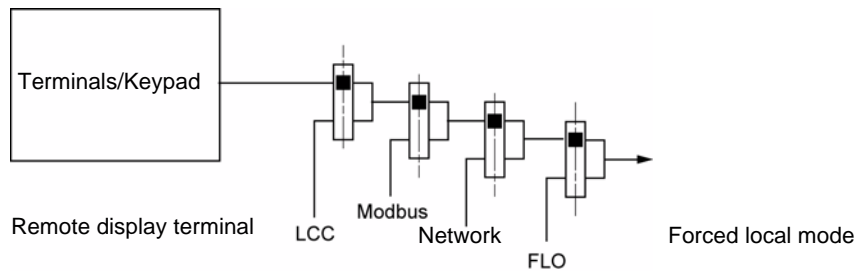 Terminals/Keypad
Remote display terminal
LCC
Modbus
Network
FLO
Forced local mode